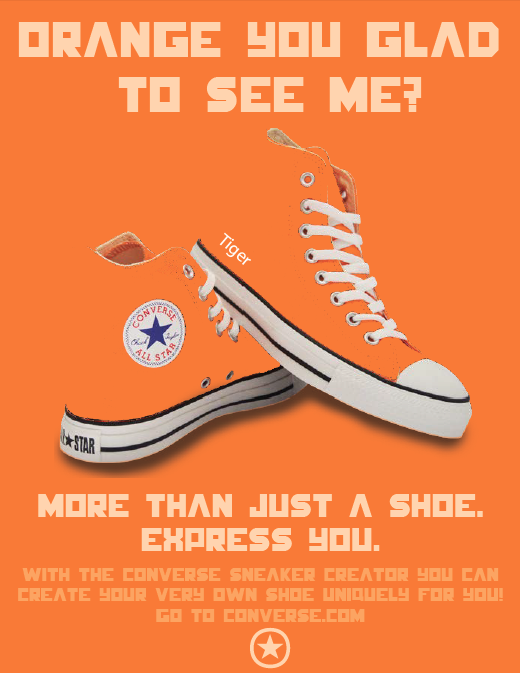 ORANGE YOU GLAD
TO SEE ME?
Tiger
CONVERSE
Chuck Taylor
ALL STAR
ALL★STAR
MORE THAN JUST A SHOE.
EXPRESS YOU.
WITH THE CONVERSE SNEAKER CREATOR YOU CAN
CREATE YOUR VERY OWN SHOE UNIQUELY FOR YOU!
GO TO CONVERSE.COM